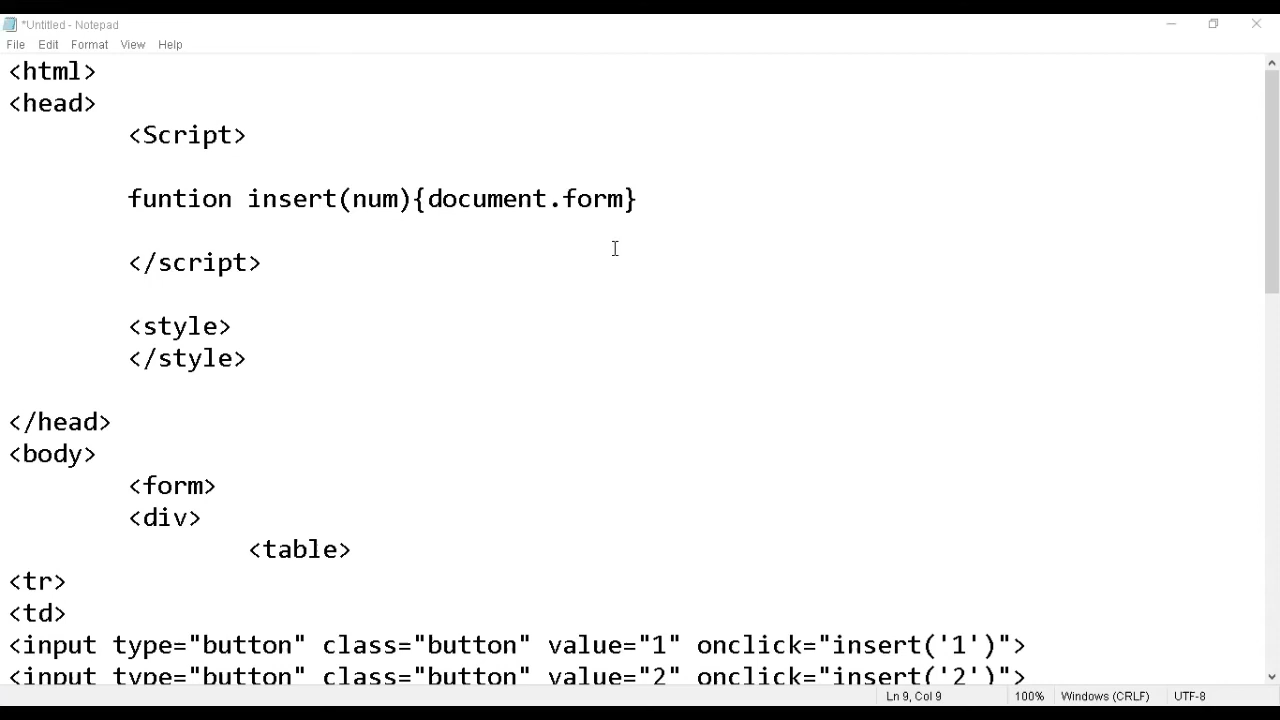 *Untitled - Notepad
File Edit Format View Help
<html>
<head>
<Script>
funtion insert(num){document.form}
</script>
<style>
</style>
</head>
<body>
<form>
<div>
<table>
<tr>
<td>
<input type="button" class="button" value="1" onclick="insert('1')">
<input type="button" class="button" value="2" onclick="insert('2')">
Ln 9, Col 9 100% Windows (CRLF) UTF-8